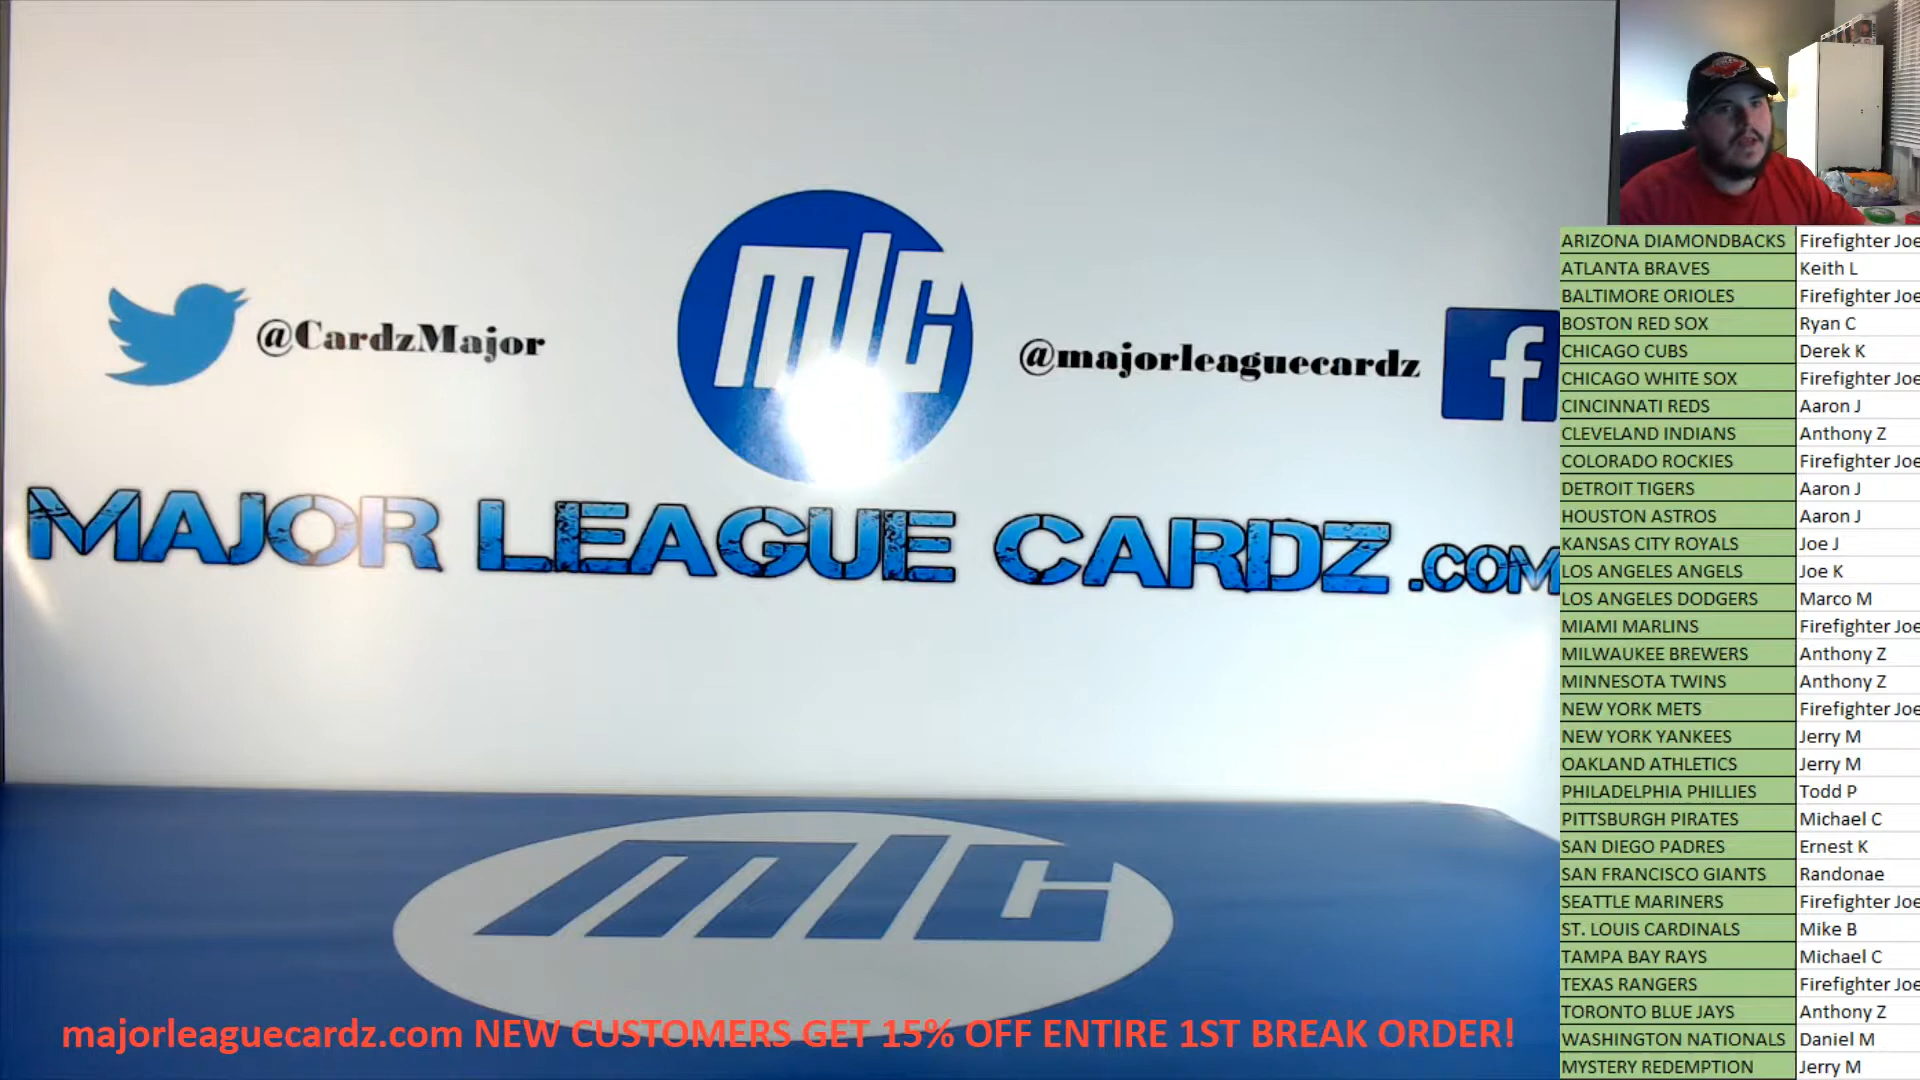 mlc
@CardzMajor
@majorleaguecardz
f
MAJOR LEAGUE CARDZ .COM
mlc
majorleaguecardz.com NEW CUSTOMERS GET 15% OFF ENTIRE 1ST BREAK ORDER!
ARIZONA DIAMONDBACKS Firefighter Joe
ATLANTA BRAVES Keith L
BALTIMORE ORIOLES Firefighter Joe
BOSTON RED SOX Ryan C
CHICAGO CUBS Derek K
CHICAGO WHITE SOX Firefighter Joe
CINCINNATI REDS Aaron J
CLEVELAND INDIANS Anthony Z
COLORADO ROCKIES Firefighter Joe
DETROIT TIGERS Aaron J
HOUSTON ASTROS Aaron J
KANSAS CITY ROYALS Joe J
LOS ANGELES ANGELS Joe K
LOS ANGELES DODGERS Marco M
MIAMI MARLINS Firefighter Joe
MILWAUKEE BREWERS Anthony Z
MINNESOTA TWINS Anthony Z
NEW YORK METS Firefighter Joe
NEW YORK YANKEES Jerry M
OAKLAND ATHLETICS Jerry M
PHILADELPHIA PHILLIES Todd P
PITTSBURGH PIRATES Michael C
SAN DIEGO PADRES Ernest K
SAN FRANCISCO GIANTS Randonae
SEATTLE MARINERS Firefighter Joe
ST. LOUIS CARDINALS Mike B
TAMPA BAY RAYS Michael C
TEXAS RANGERS Firefighter Joe
TORONTO BLUE JAYS Anthony Z
WASHINGTON NATIONALS Daniel M
MYSTERY REDEMPTION Jerry M